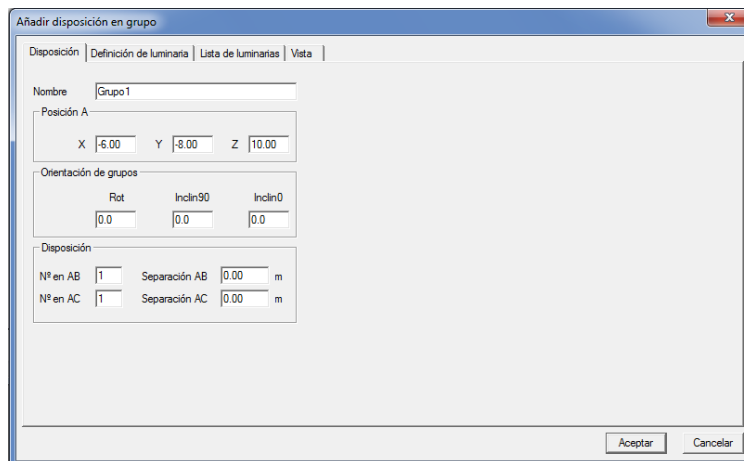 Añadir disposición en grupo
Disposición Definición de luminaria Lista de luminarias Vista
Nombre Grupo1
Posición A
X -6.00 Y -8.00 Z 10.00
Orientación de grupos
Rot Inclin90 Inclin0
0.0 0.0 0.0
Disposición
Nº en AB 1 Separación AB 0.00 m
Nº en AC 1 Separación AC 0.00 m
Aceptar Cancelar